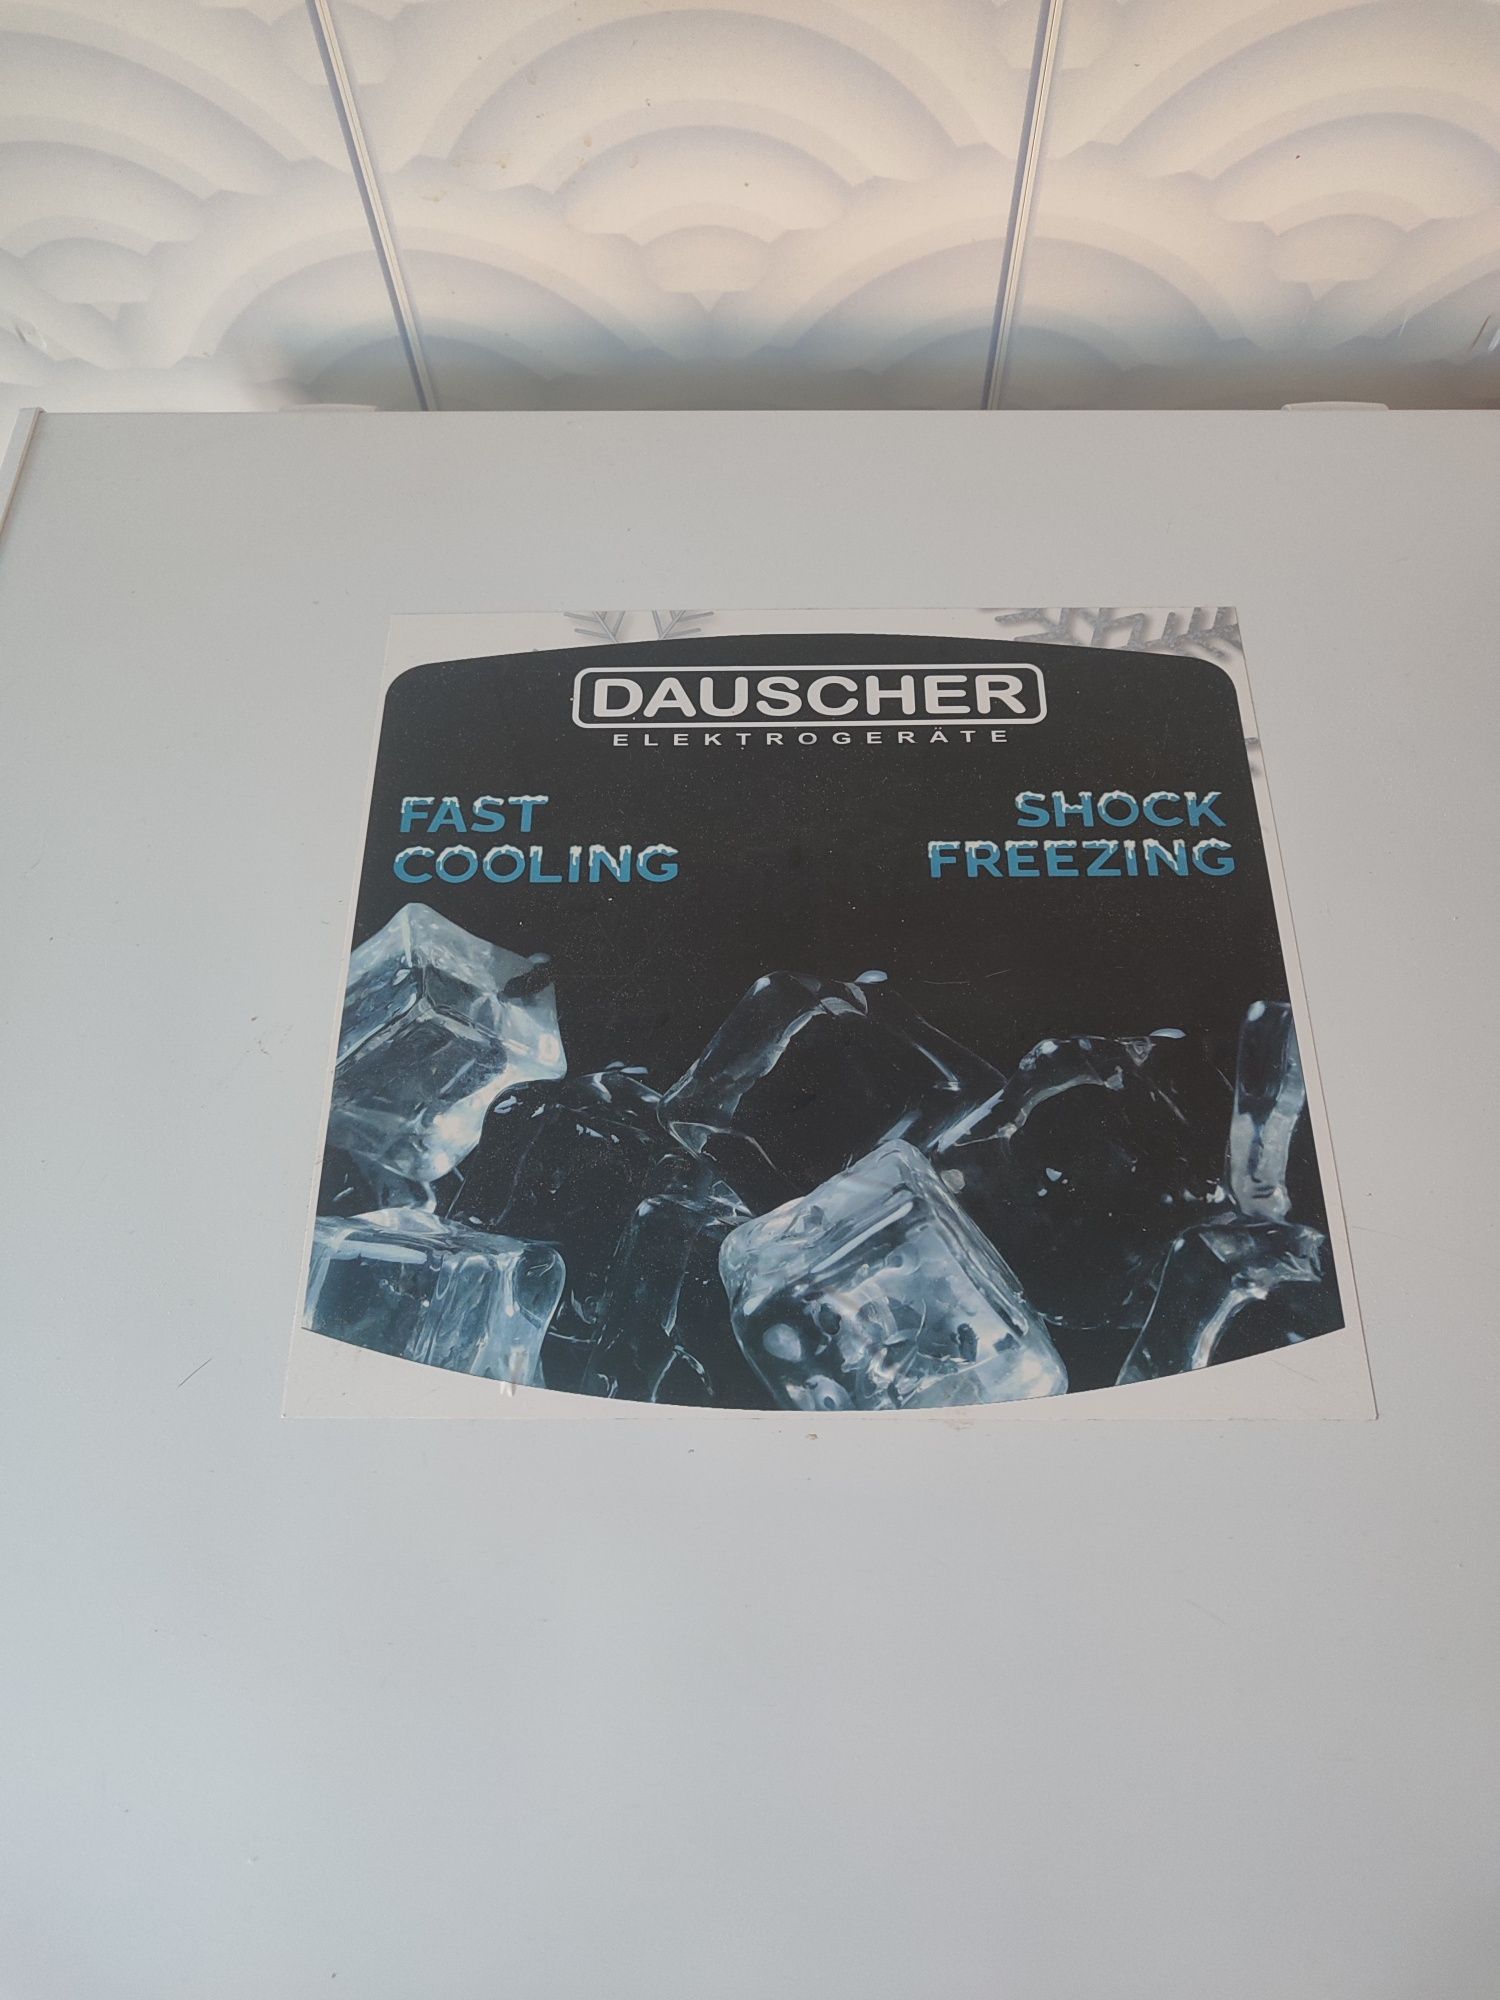 DAUSCHER
ELEKTROGERÄTE
FAST
COOLING
SHOCK
FREEZING